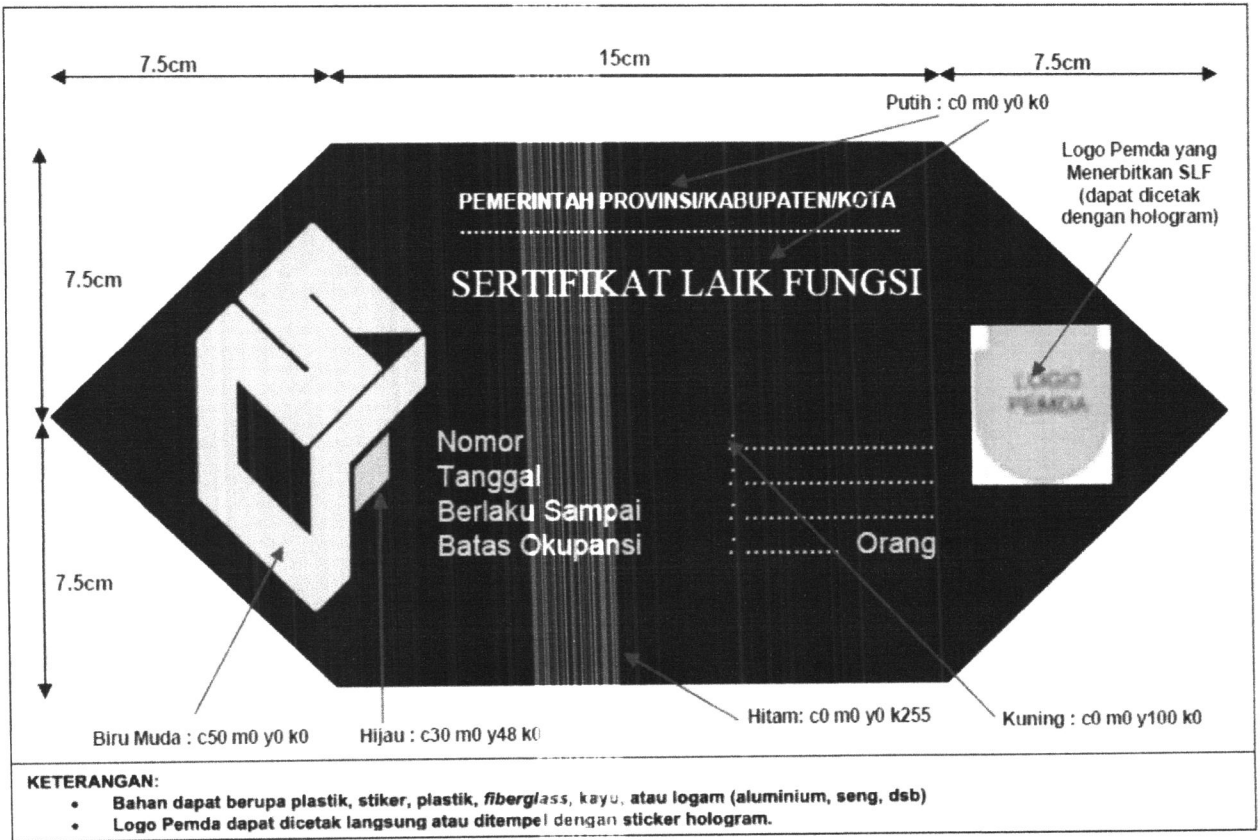 7.5cm
15cm
7.5cm
Putih : c0 m0 y0 k0
Logo Pemda yang
Menerbitkan SLF
(dapat dicetak
dengan hologram)
PEMERINTAH PROVINSI/KABUPATEN/KOTA
..........................................................
SERTIFIKAT LAIK FUNGSI
7.5cm
LOGO
PEMDA
Nomor : ..........................
Tanggal : ..........................
Berlaku Sampai : ..........................
Batas Okupansi : ............ Orang
7.5cm
Biru Muda : c50 m0 y0 k0
Hijau : c30 m0 y48 k0
Hitam: c0 m0 y0 k255
Kuning : c0 m0 y100 k0
KETERANGAN:
• Bahan dapat berupa plastik, stiker, plastik, fiberglass, kayu, atau logam (aluminium, seng, dsb)
• Logo Pemda dapat dicetak langsung atau ditempel dengan sticker hologram.